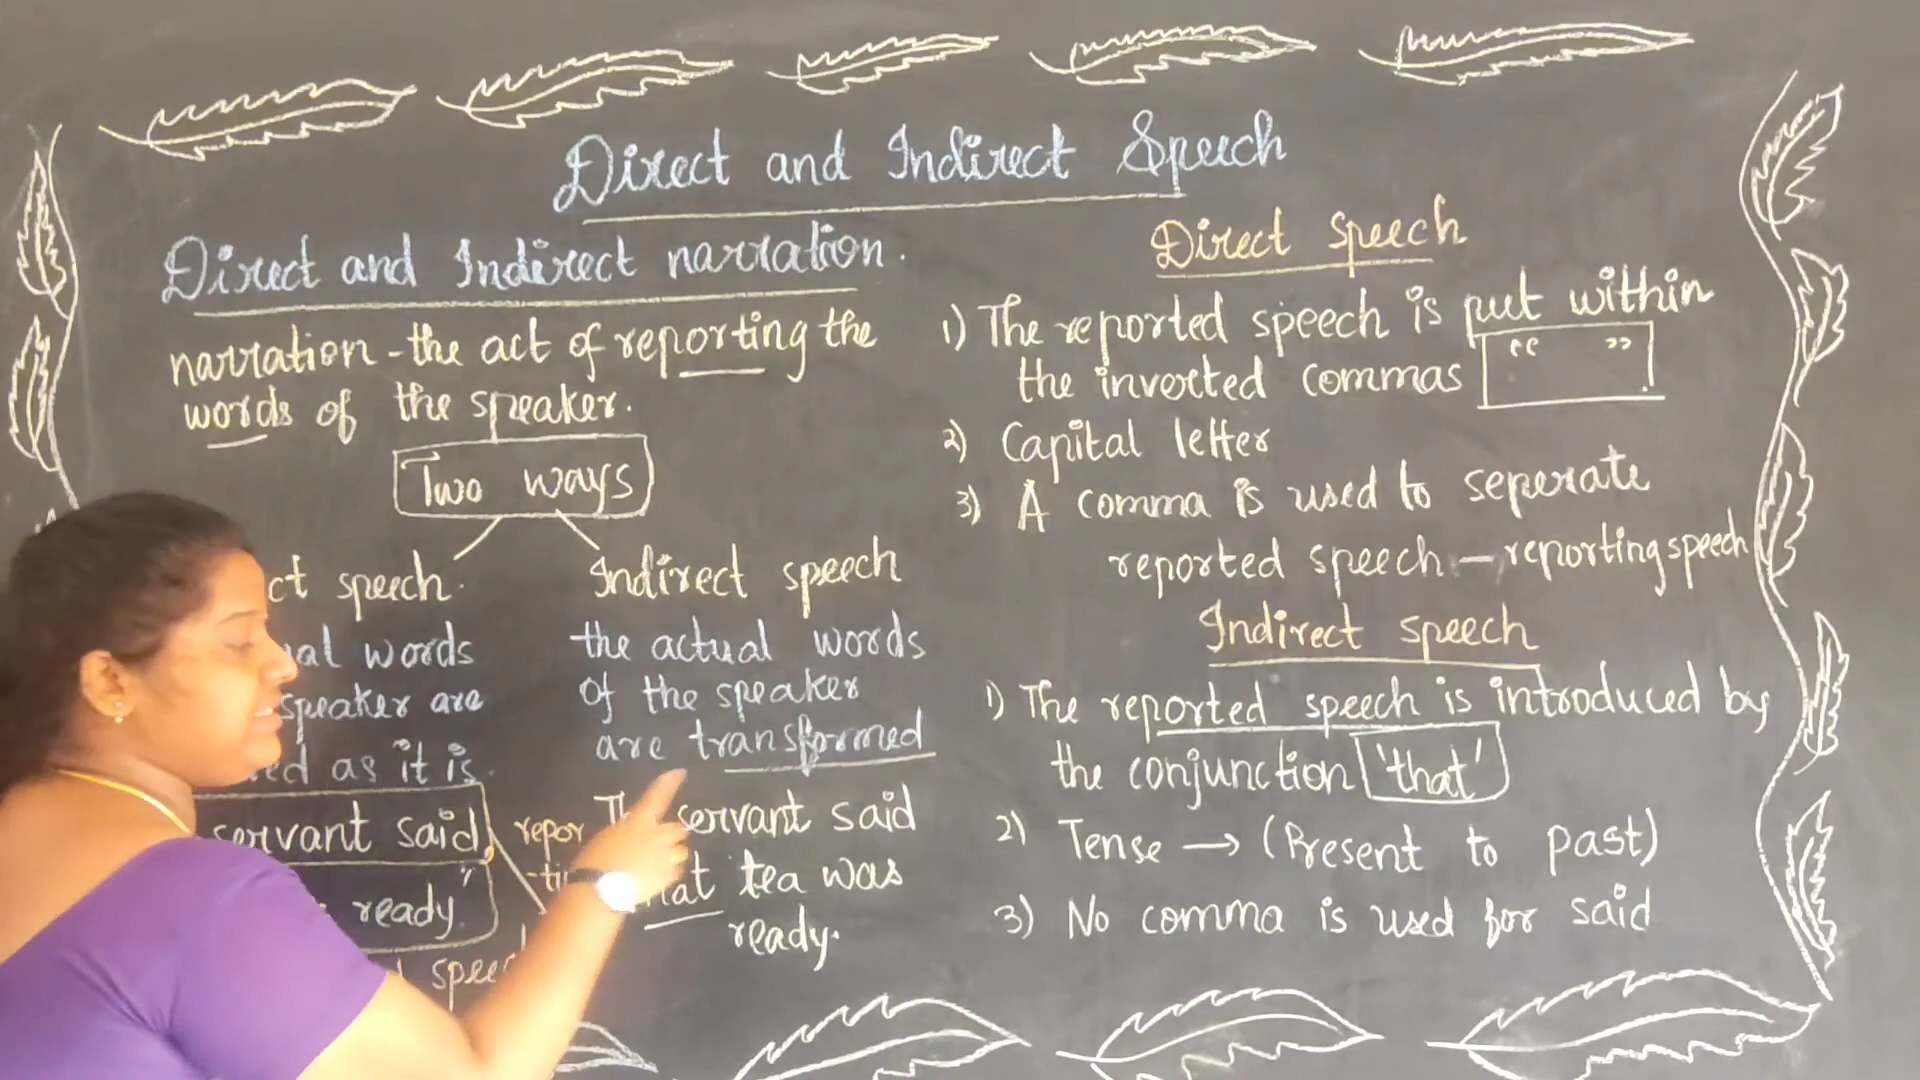 Direct and Indirect Speech
Direct and Indirect narration.
narration - the act of reporting the
words of the speaker.
Two ways
ct speech.
ual words
speaker are
ed as it is.
servant said,
ready."
speec
Indirect speech
the actual words
of the speaker
are transformed
repor
-ti
The servant said
hat tea was
ready.
Direct speech
1) The reported speech is put within
the inverted commas “ ”
2) Capital letter
3) A comma is used to seperate
reported speech – reporting speech
Indirect speech
1) The reported speech is introduced by
the conjunction 'that'
2) Tense → (Present to past)
3) No comma is used for said